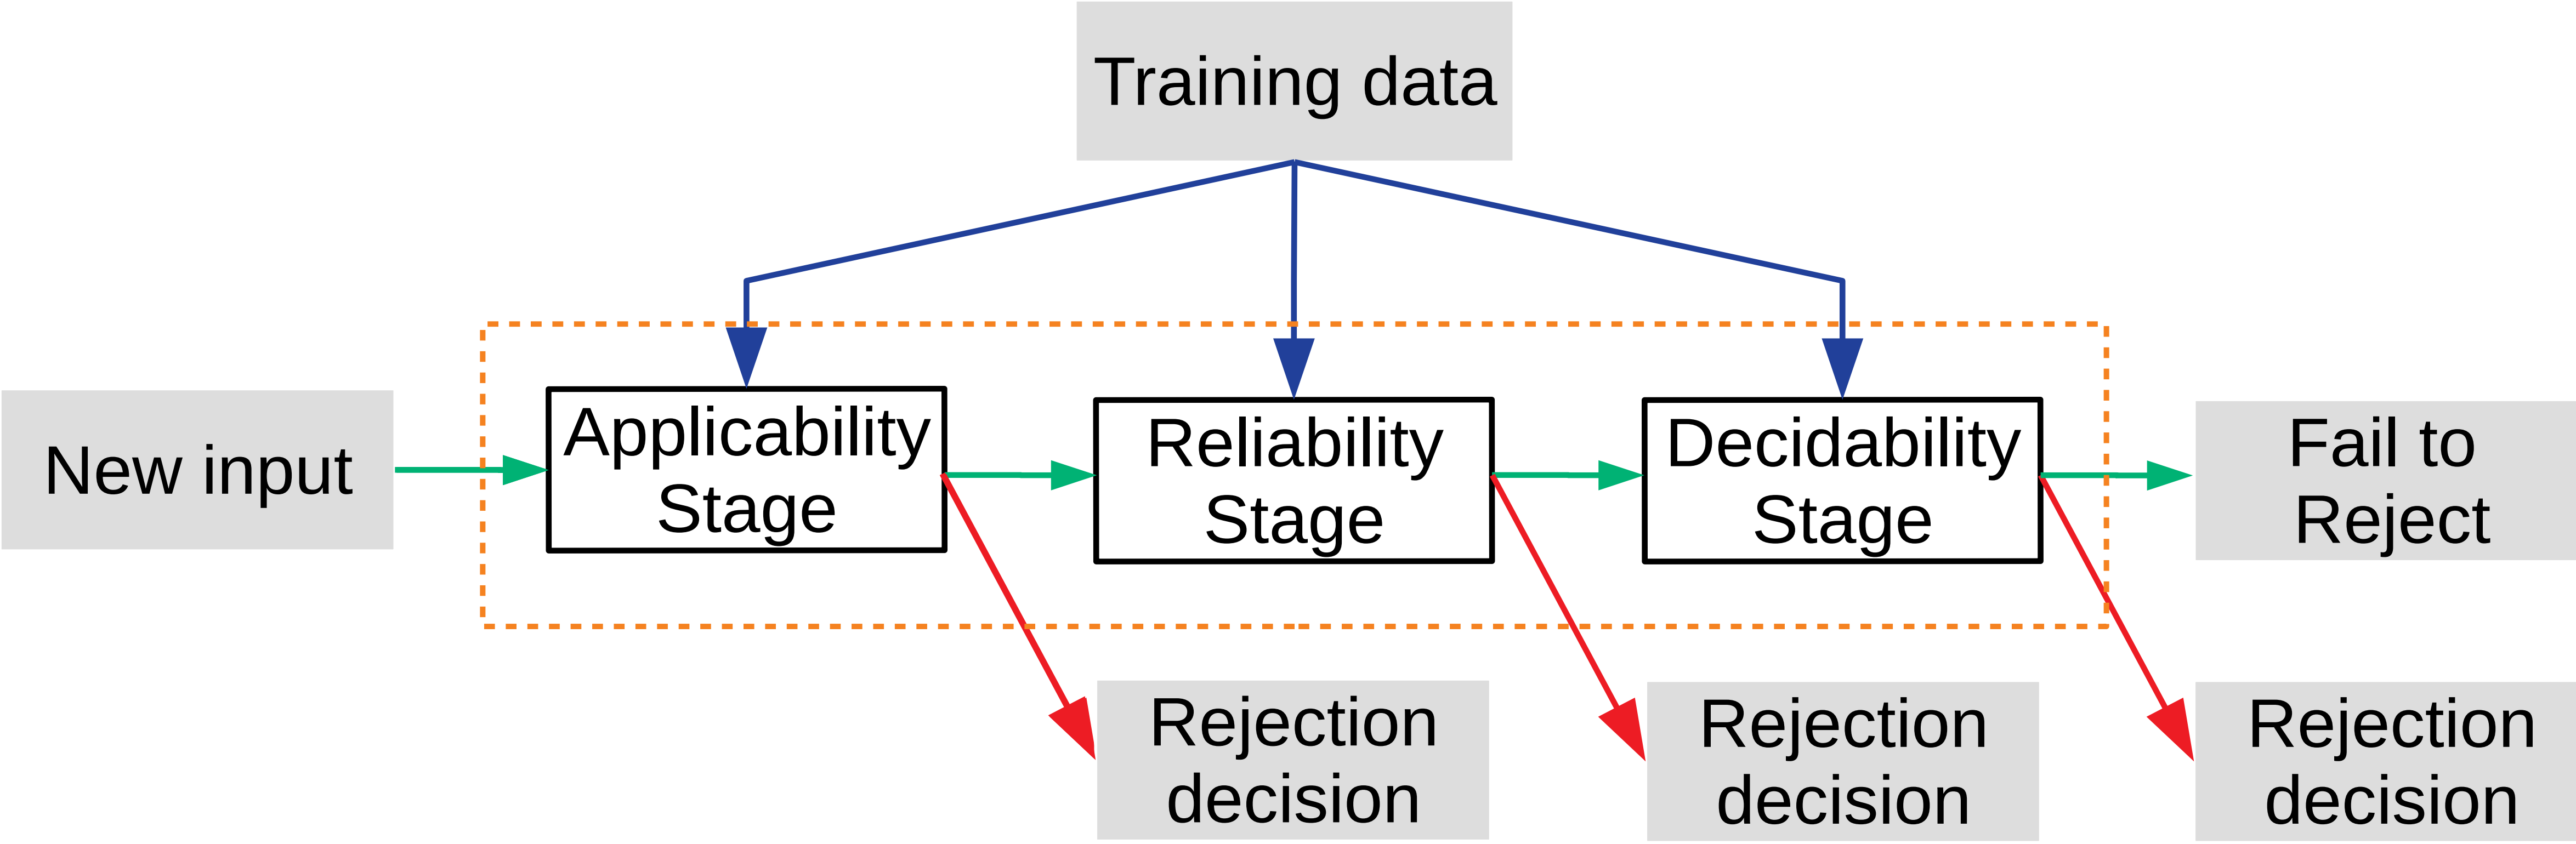 Training data
New input
Applicability
Stage
Reliability
Stage
Decidability
Stage
Fail to
Reject
Rejection
decision
Rejection
decision
Rejection
decision